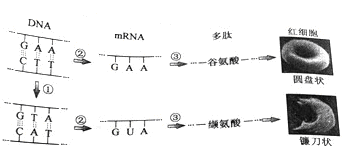 DNA mRNA 多肽 红细胞
G A A
C T T
② G A A ③ 谷氨酸
圆盘状
①
G T A
C A T
② G U A ③ 缬氨酸
镰刀状